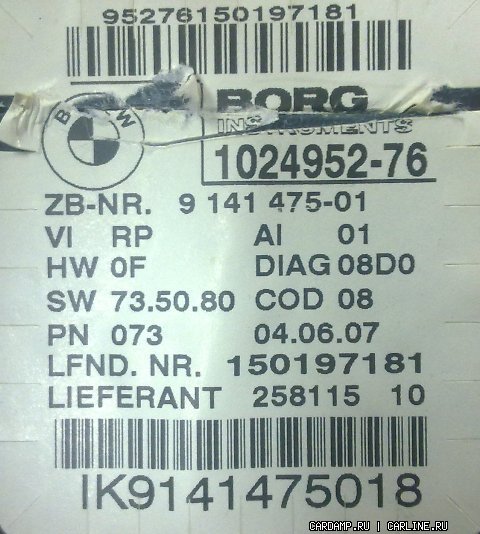 95276150197181
B W
BORG
INSTRUMENTS
1024952-76
ZB-NR. 9 141 475-01
VI RP AI 01
HW 0F DIAG 08D0
SW 73.50.80 COD 08
PN 073 04.06.07
LFND. NR. 150197181
LIEFERANT 258115 10
IK9141475018
CARDAMP.RU | CARLINE.RU